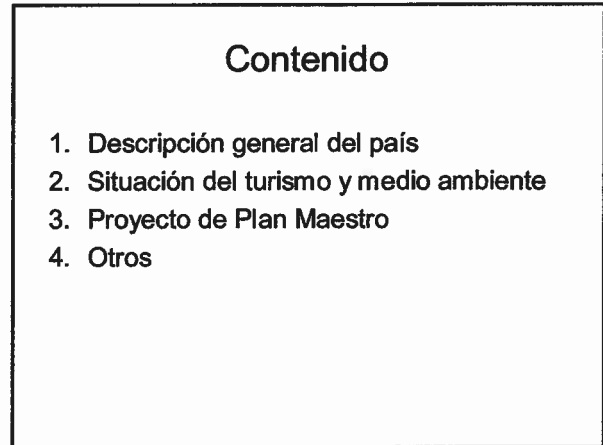 Contenido
1. Descripción general del país
2. Situación del turismo y medio ambiente
3. Proyecto de Plan Maestro
4. Otros